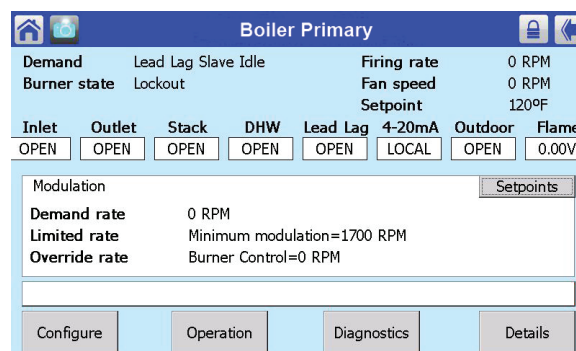 Boiler Primary
Demand Lead Lag Slave Idle Firing rate 0 RPM
Burner state Lockout Fan speed 0 RPM
Setpoint 120ºF
Inlet Outlet Stack DHW Lead Lag 4-20mA Outdoor Flame
OPEN OPEN OPEN OPEN OPEN LOCAL OPEN 0.00V
Modulation Setpoints
Demand rate 0 RPM
Limited rate Minimum modulation=1700 RPM
Override rate Burner Control=0 RPM
Configure Operation Diagnostics Details